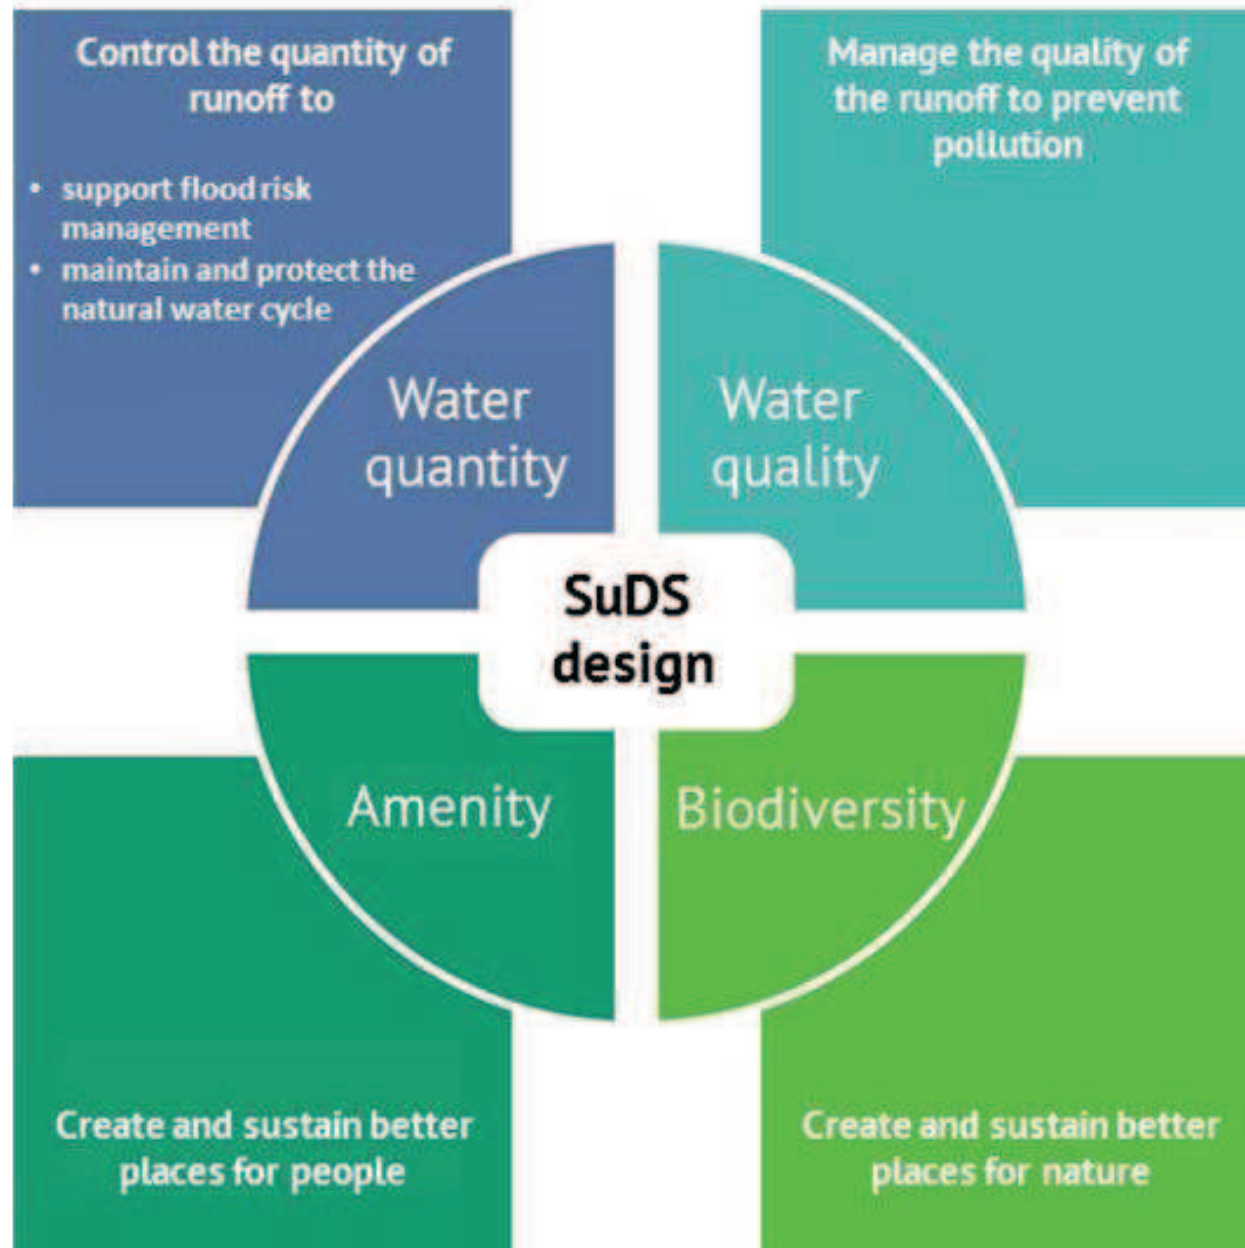 Control the quantity of
runoff to
• support flood risk
management
• maintain and protect the
natural water cycle
Manage the quality of
the runoff to prevent
pollution
Water
quantity
Water
quality
SuDS
design
Amenity
Biodiversity
Create and sustain better
places for people
Create and sustain better
places for nature